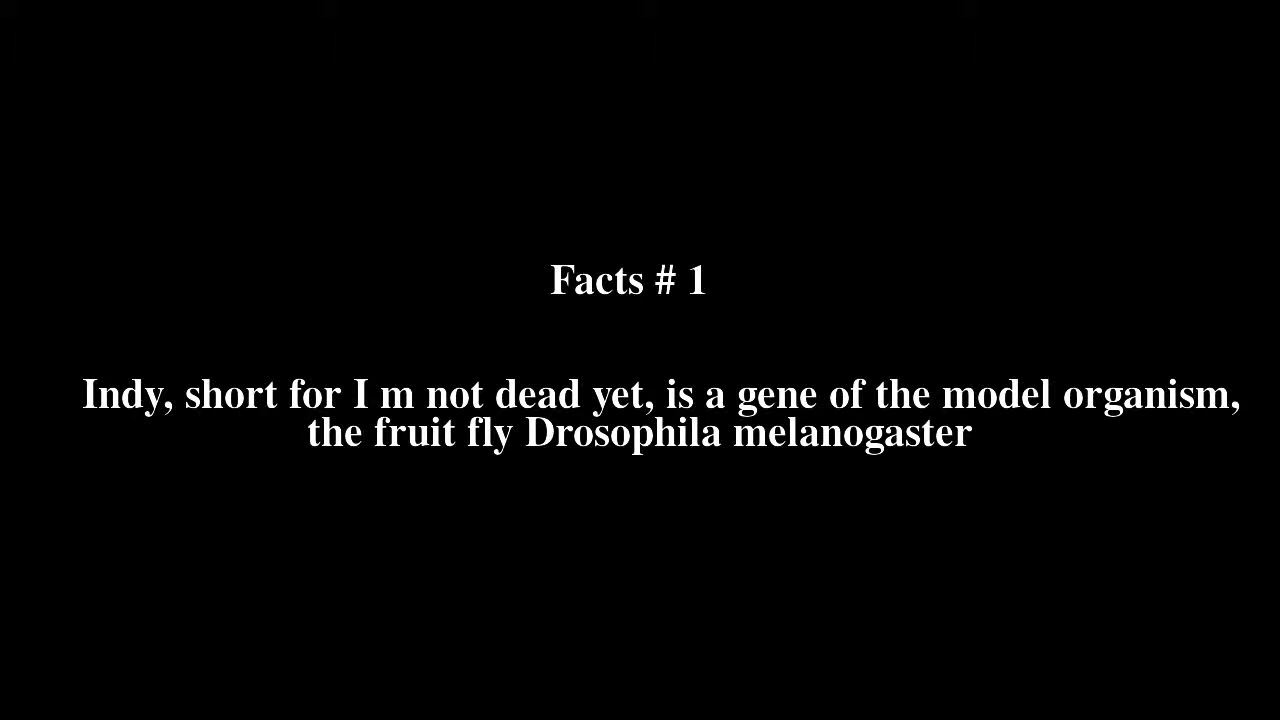 Facts # 1
Indy, short for I m not dead yet, is a gene of the model organism,
the fruit fly Drosophila melanogaster